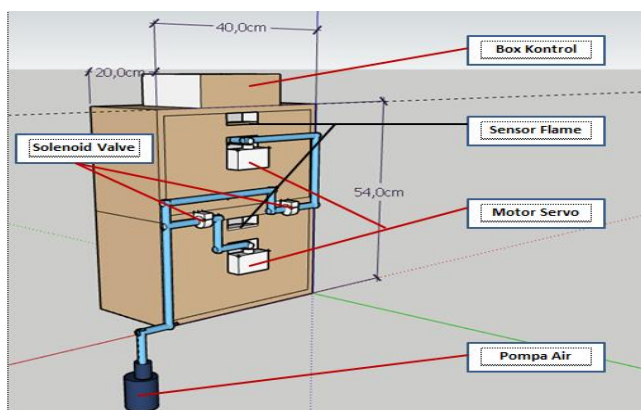 40,0cm
Box Kontrol
20,0cm
Sensor Flame
Solenoid Valve
54,0cm
Motor Servo
Pompa Air